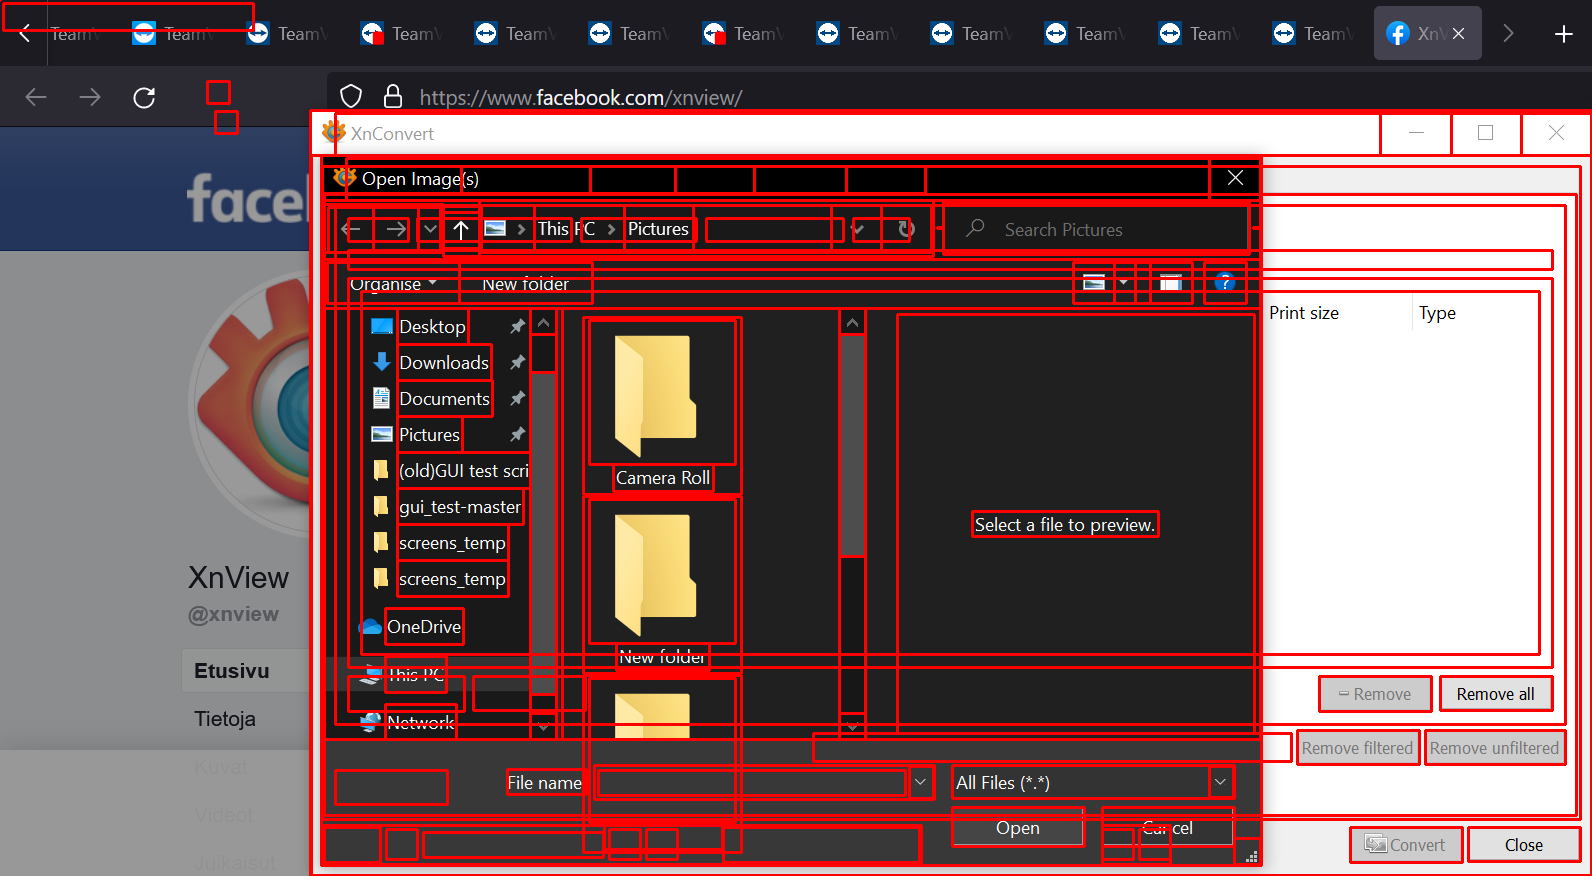 Team Team Team Team Team Team Team Team Team Team Team Team Xn
https://www.facebook.com/xnview/
XnConvert
Open Image(s)
This PC Pictures
Search Pictures
Organise
New folder
Print size
Type
Desktop
Downloads
Documents
Pictures
(old)GUI test scri
gui_test-master
screens_temp
screens_temp
OneDrive
This PC
Network
Camera Roll
New folder
Select a file to preview.
face
XnView
@xnview
Etusivu
Tietoja
Kuvat
Videot
Julkaisut
Remove
Remove all
Remove filtered
Remove unfiltered
File name
All Files (*.*)
Open
Cancel
Convert
Close